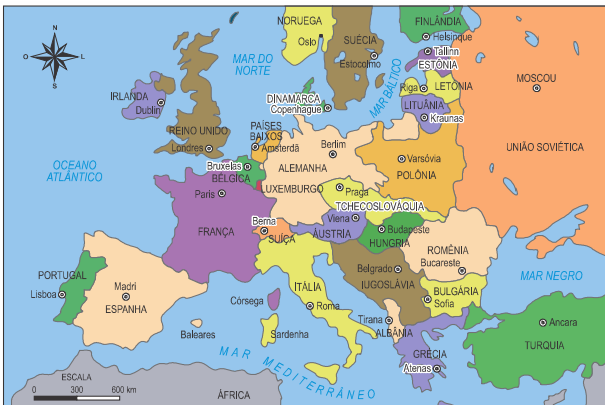 NORUEGA
Oslo
SUÉCIA
Estocolmo
FINLÂNDIA
Helsinque
Tallinn
ESTÔNIA
MAR DO
NORTE
MAR BÁLTICO
Riga
LETÔNIA
LITUÂNIA
Kraunas
MOSCOU
UNIÃO SOVIÉTICA
N
O
L
S
IRLANDA
Dublin
REINO UNIDO
Londres
DINAMARCA
Copenhague
PAÍSES
BAIXOS
Amsterdã
Berlim
ALEMANHA
Varsóvia
POLÔNIA
OCEANO
ATLÂNTICO
Bruxelas
BÉLGICA
LUXEMBURGO
Paris
FRANÇA
Praga
TCHECOSLOVÁQUIA
Viena
ÁUSTRIA
Budapeste
HUNGRIA
Berna
SUÍÇA
ROMÊNIA
Bucareste
Belgrado
IUGOSLÁVIA
BULGÁRIA
Sofia
MAR NEGRO
PORTUGAL
Lisboa
Madri
ESPANHA
Córsega
ITÁLIA
Roma
Tirana
ALBÂNIA
Ancara
TURQUIA
Baleares
Sardenha
GRÉCIA
Atenas
MAR MEDITERRÂNEO
ESCALA
0 300 600 km
ÁFRICA